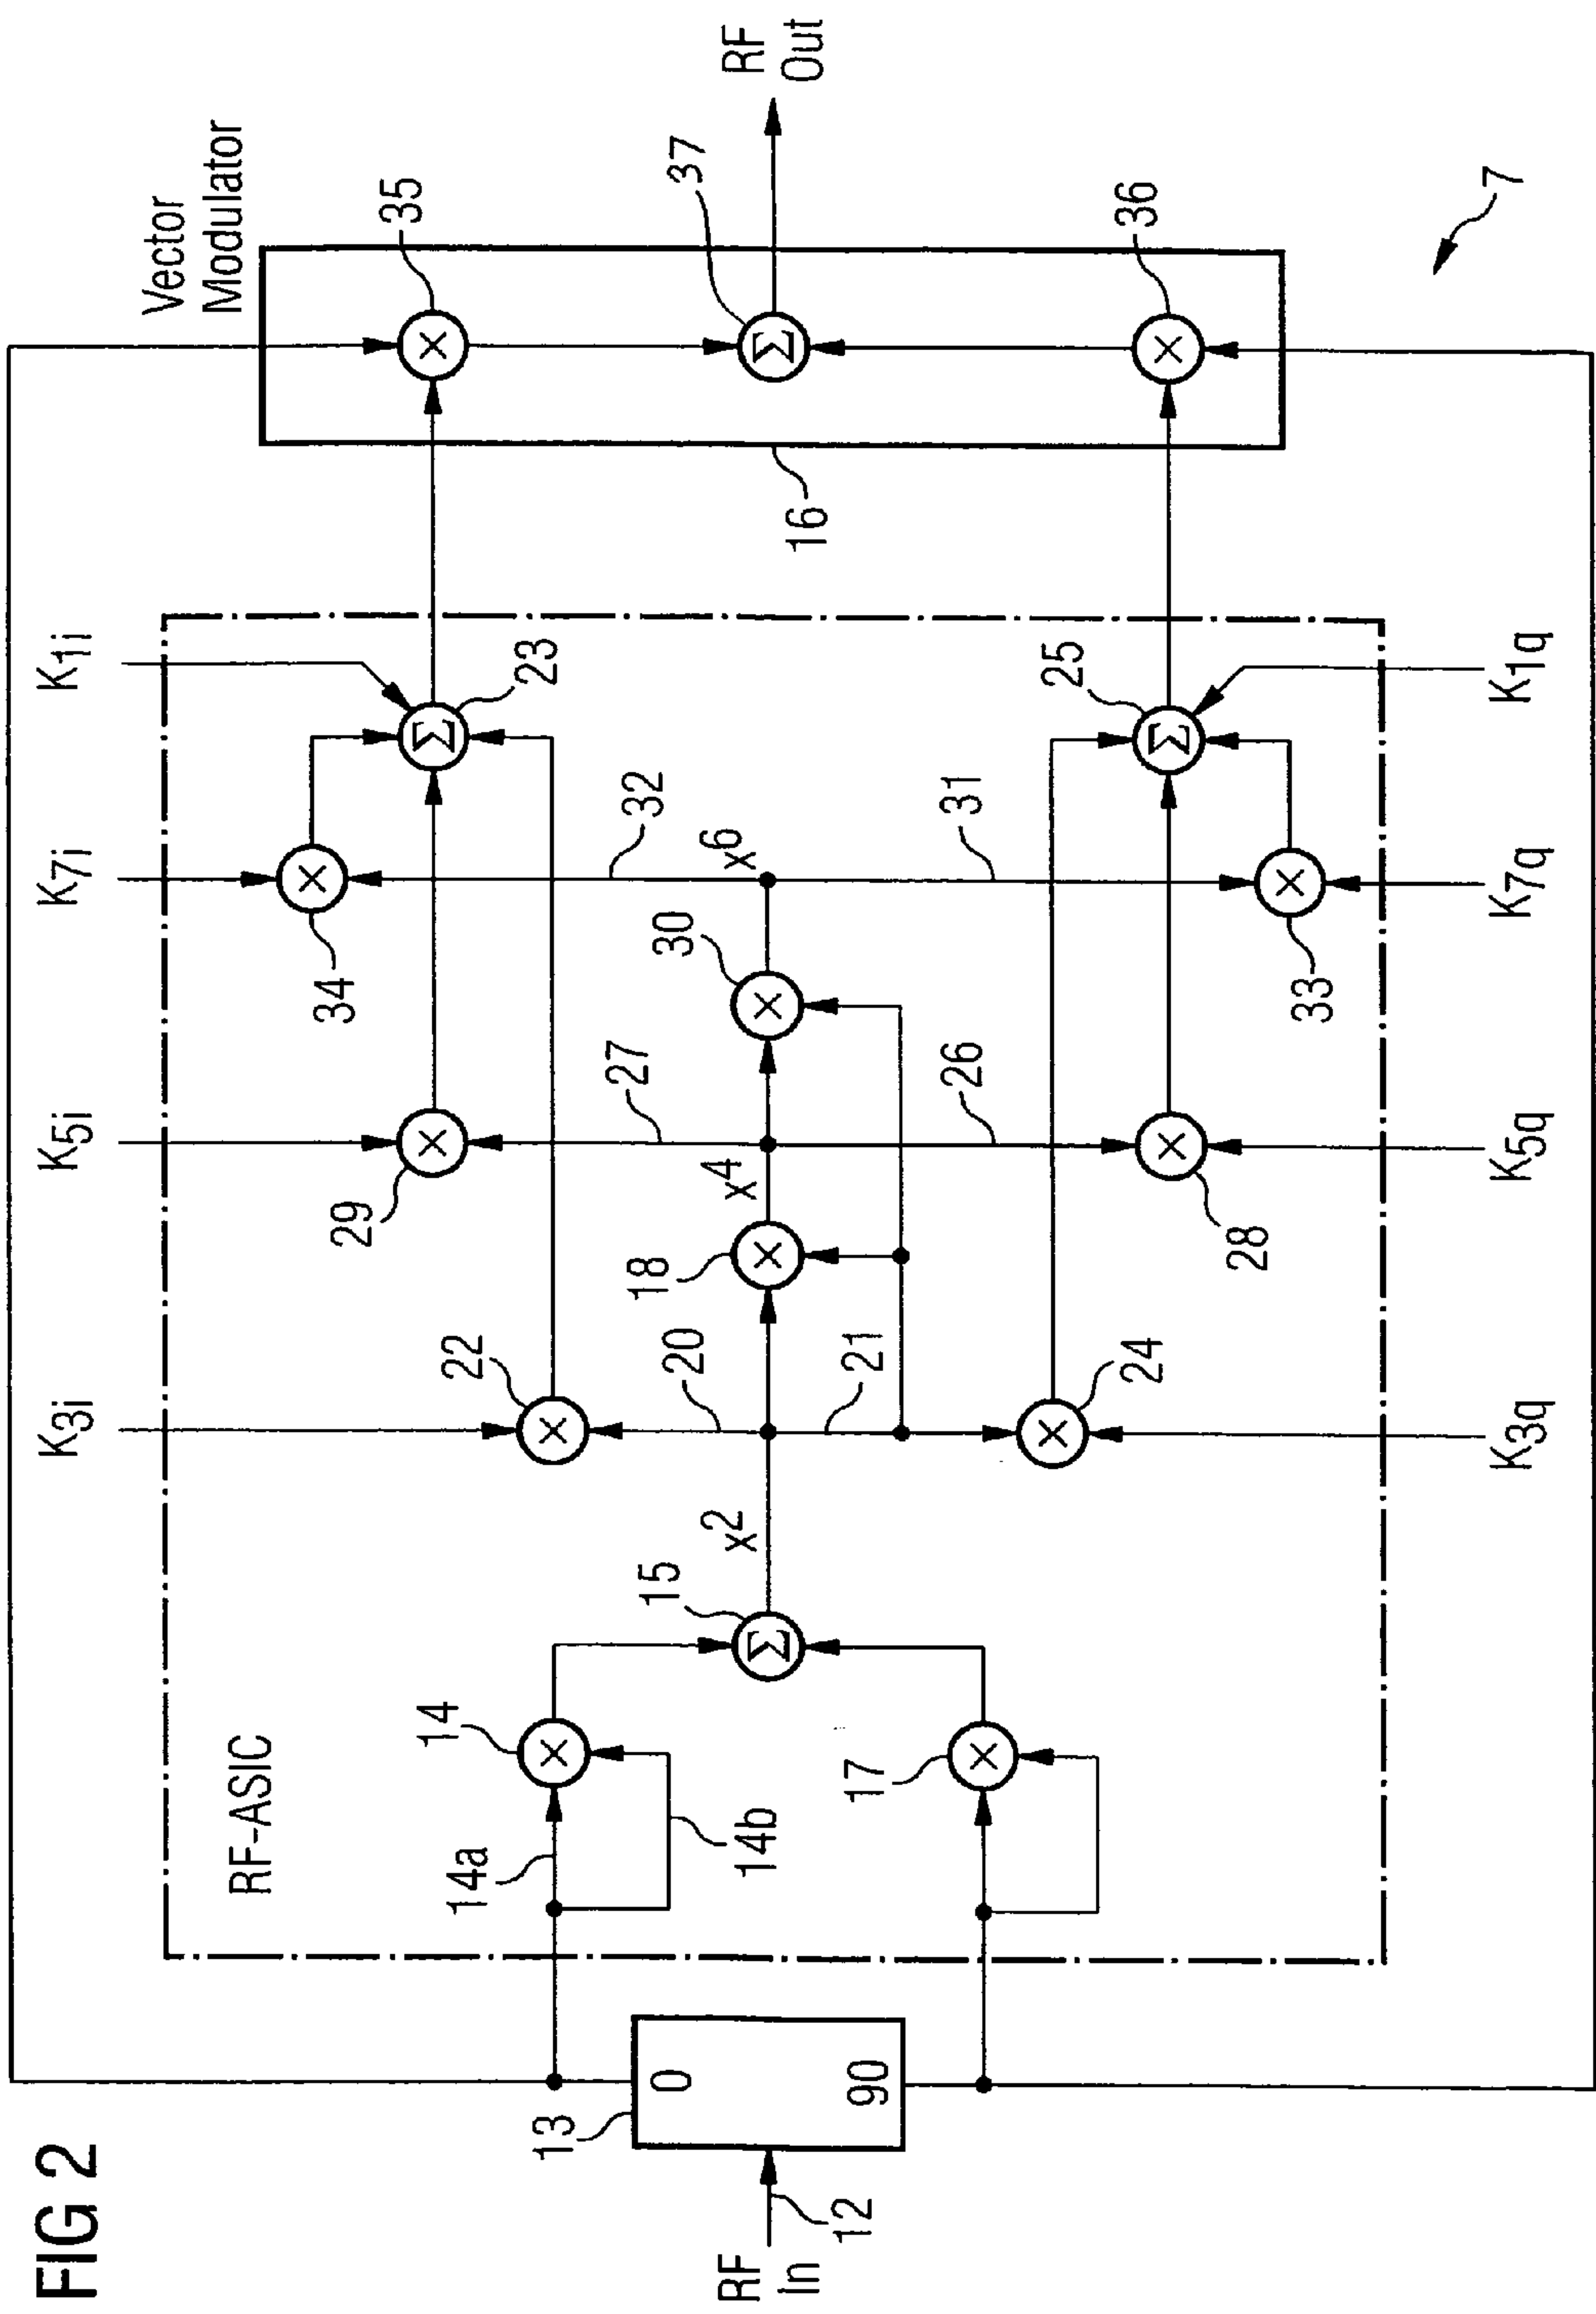 FIG 2
Vector
Modulator
RF
Out
RF
In
RF-ASIC
K3i
K5i
K7i
K1i
K3q
K5q
K7q
K1q
x2
x4
x6
0
90
7
12
13
14
14a
14b
15
16
17
18
20
21
22
23
24
25
26
27
28
29
30
31
32
33
34
35
36
37
×
×
×
×
×
×
×
×
×
×
×
×
Σ
Σ
Σ
Σ